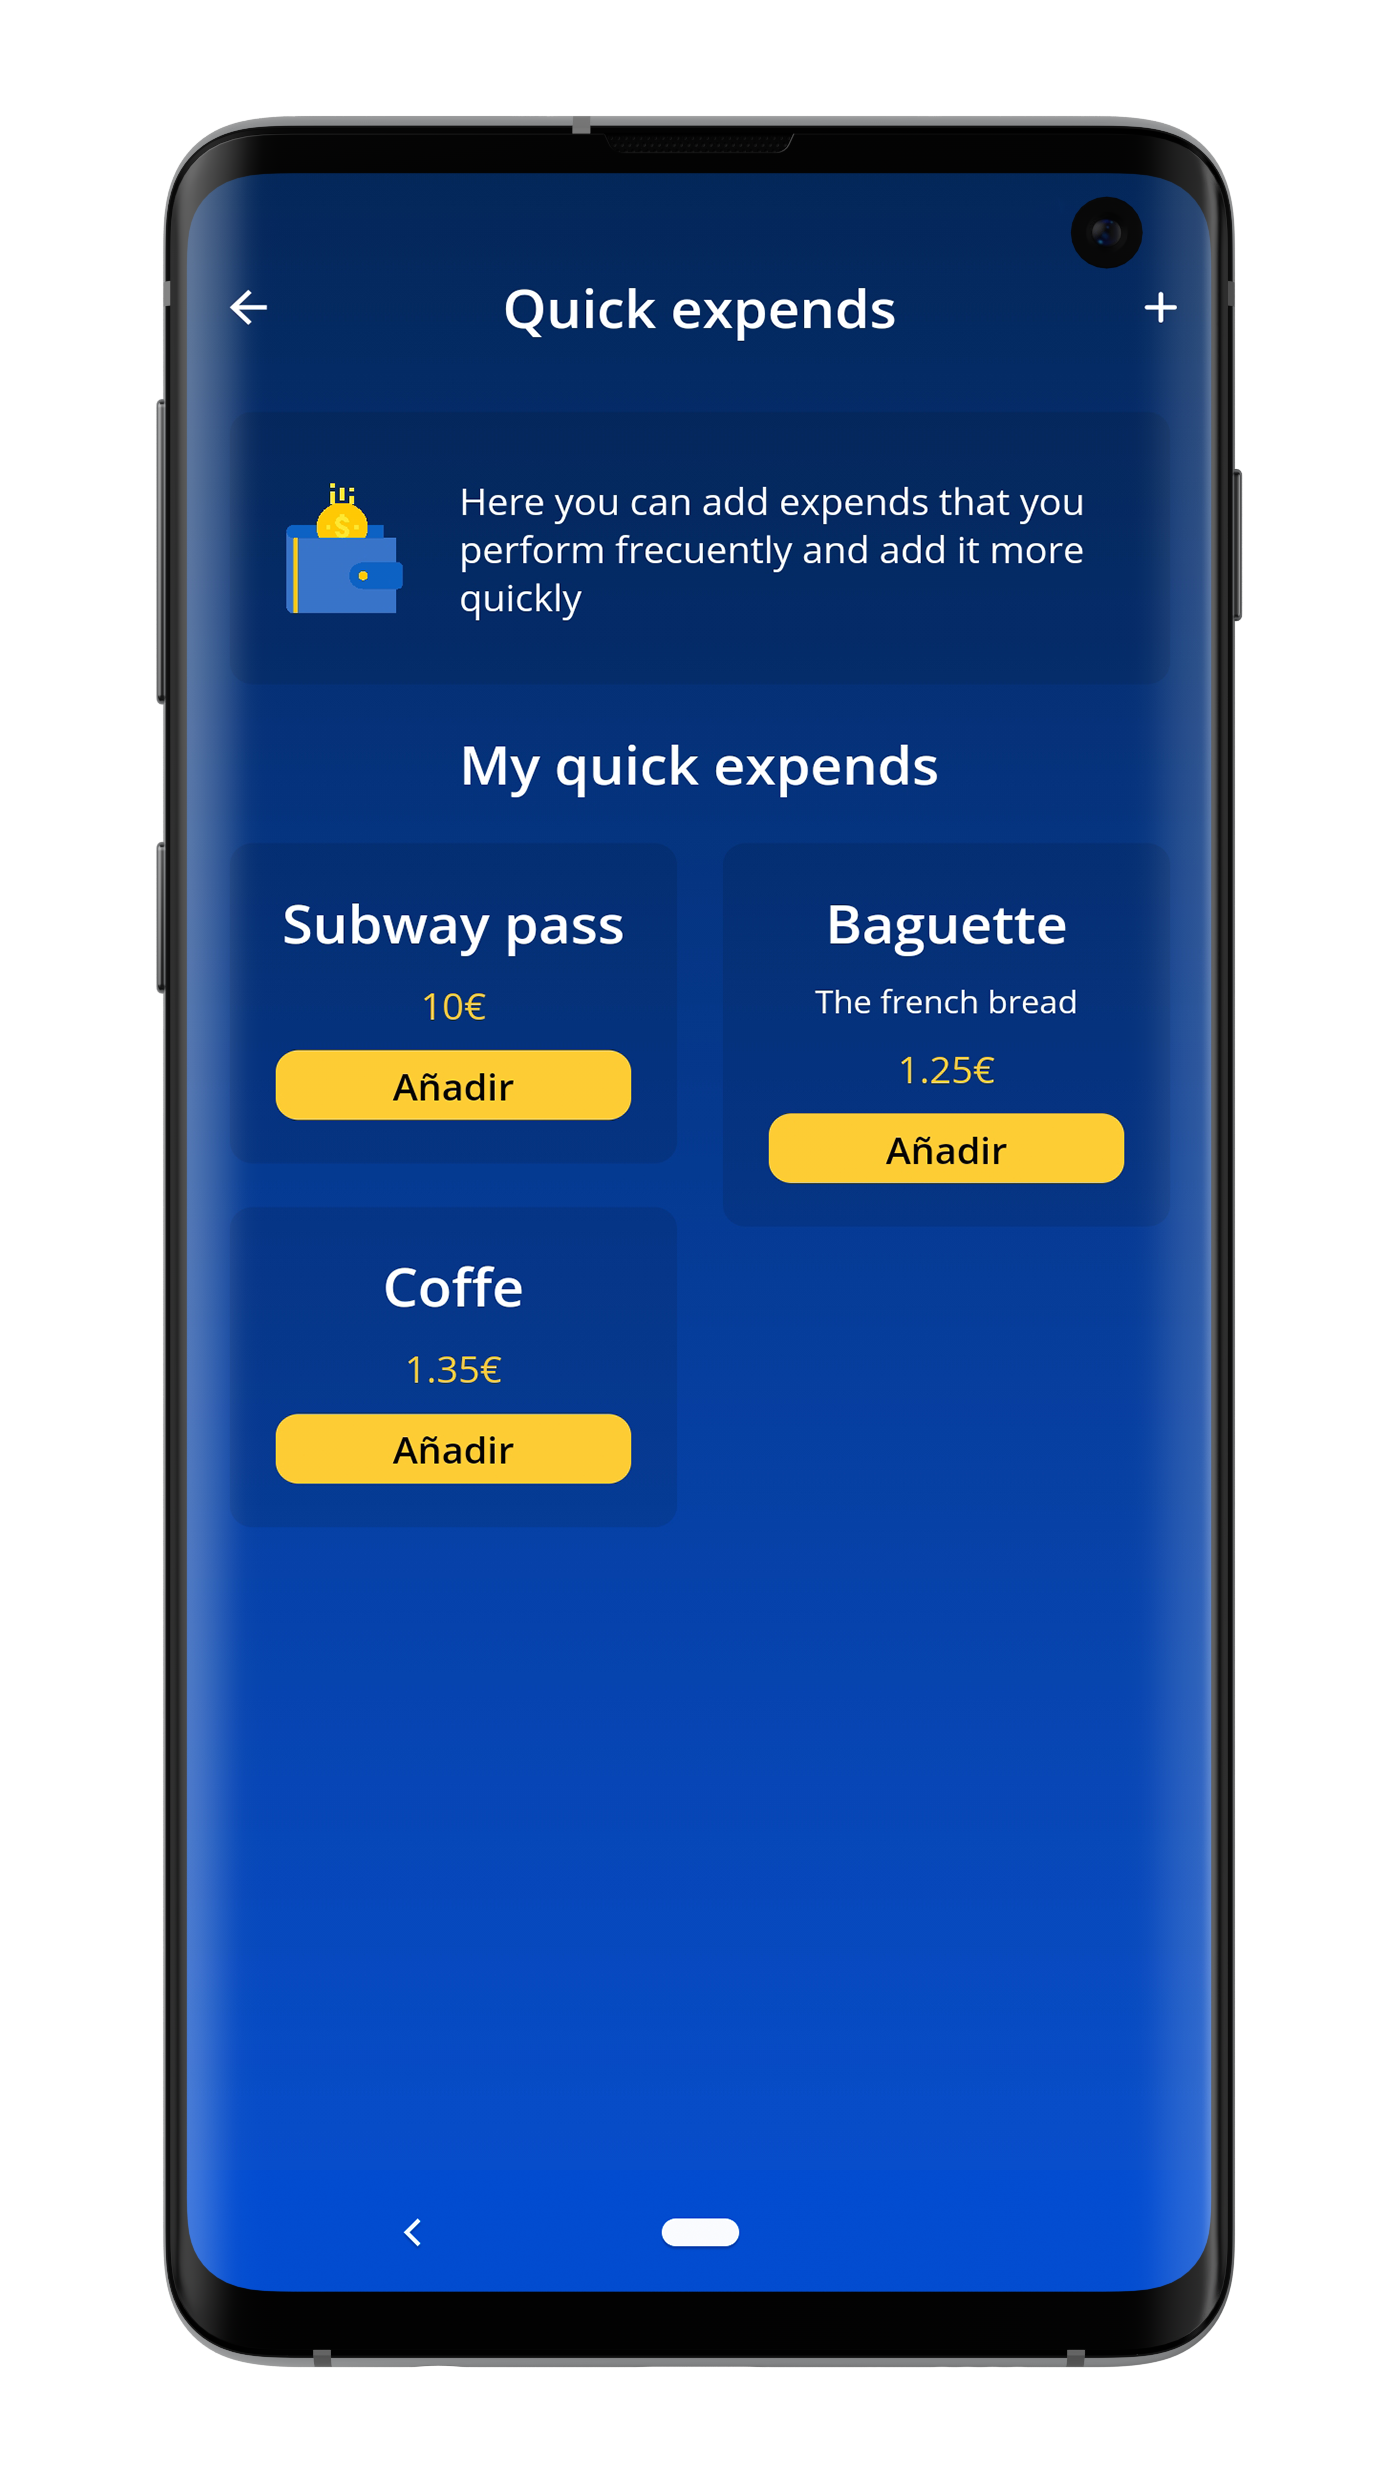 Quick expends
Here you can add expends that you
perform frecuently and add it more
quickly
My quick expends
Subway pass
10€
Añadir
Baguette
The french bread
1.25€
Añadir
Coffe
1.35€
Añadir